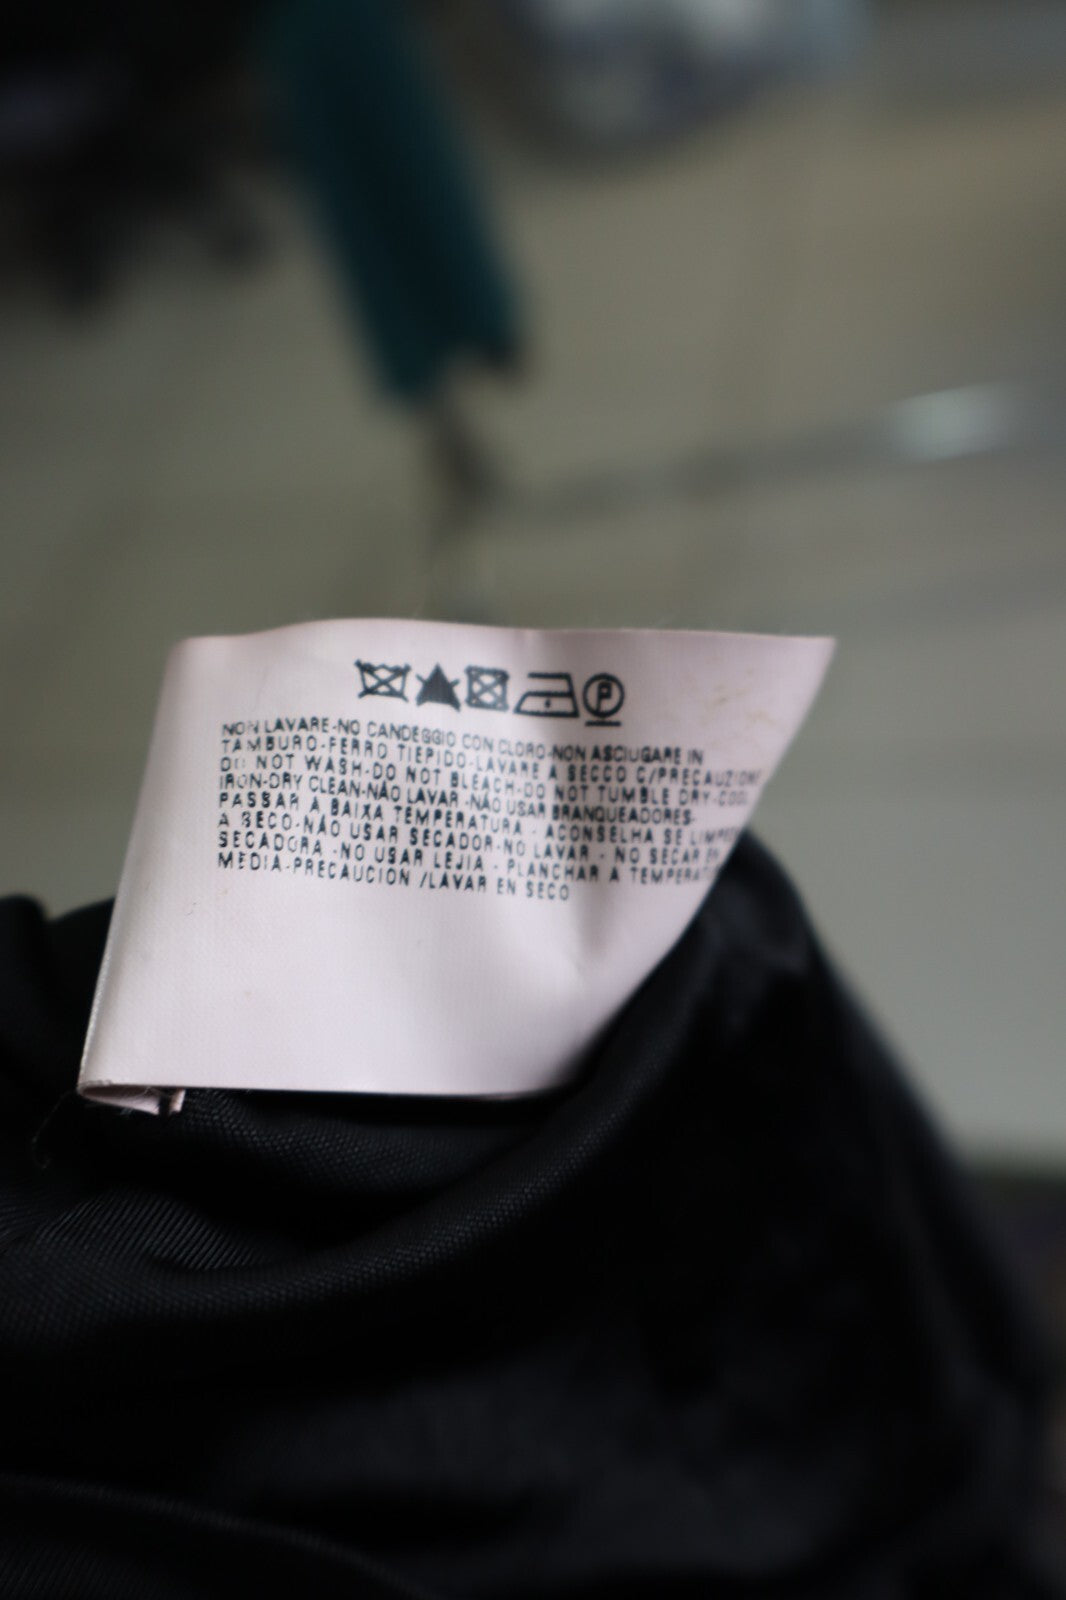 P
NON LAVARE-NO CANDEGGIO CON CLORO-NON ASCIUGARE IN
TAMBURO-FERRO TIEPIDO-LAVARE A SECCO C/PRECAUZIONE
DO NOT WASH-DO NOT BLEACH-DO NOT TUMBLE DRY-COOL
IRON-DRY CLEAN-NÃO LAVAR-NÃO USAR BRANQUEADORES-
PASSAR A BAIXA TEMPERATURA - ACONSELHA SE
A SECO-NÃO USAR SECADOR-NO LAVAR - NO SECAR EN
SECADORA -NO USAR LEJIA - PLANCHAR A
MEDIA-PRECAUCION /LAVAR EN SECO